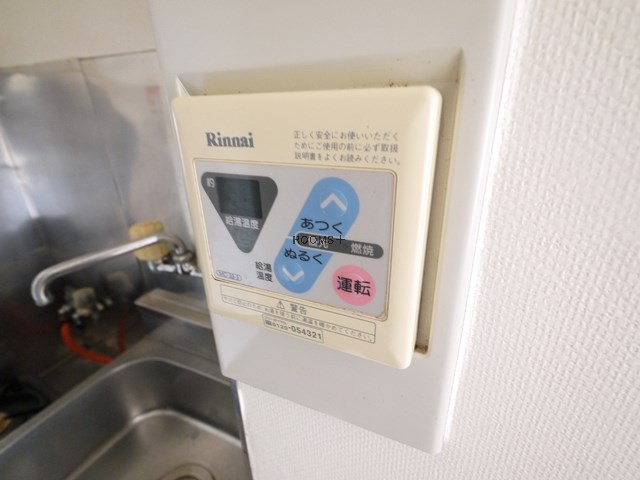 Rinnai
正しく安全にお使いいただく
ためにご使用の前に必ず取扱
説明書をよくお読みください。
約
給湯温度
あつく
ROOMS+
燃焼
ぬるく
給湯
温度
運転
⚠ 警告
054321